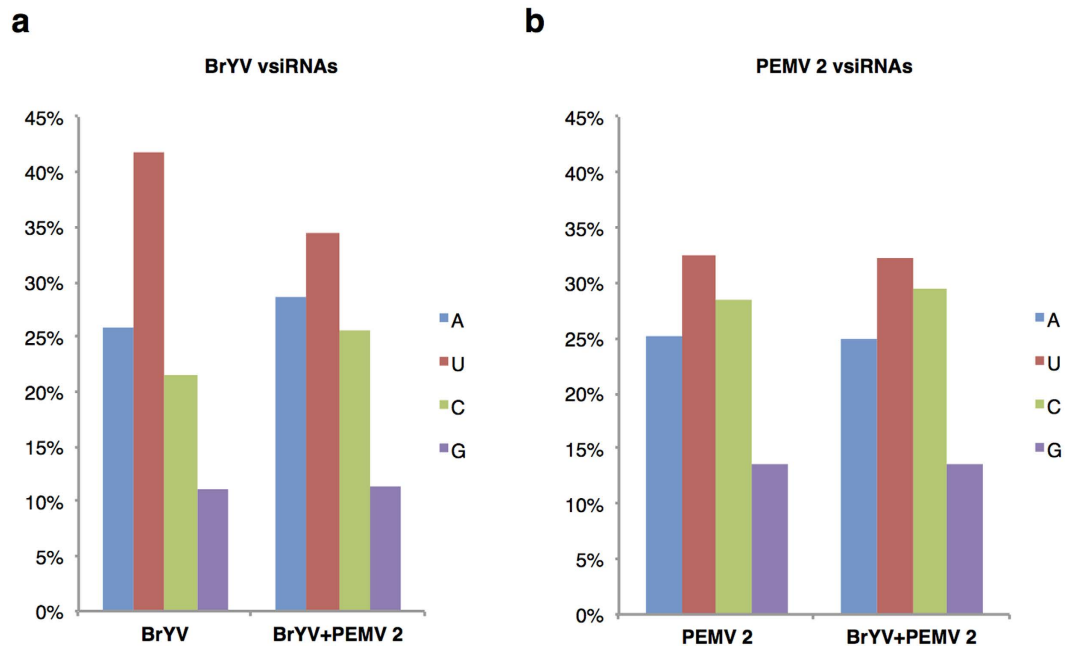 a
BrYV vsiRNAs
45%
40%
35%
30%
25%
20%
15%
10%
5%
0%
BrYV
BrYV+PEMV 2
A
U
C
G
b
PEMV 2 vsiRNAs
45%
40%
35%
30%
25%
20%
15%
10%
5%
0%
PEMV 2
BrYV+PEMV 2
A
U
C
G